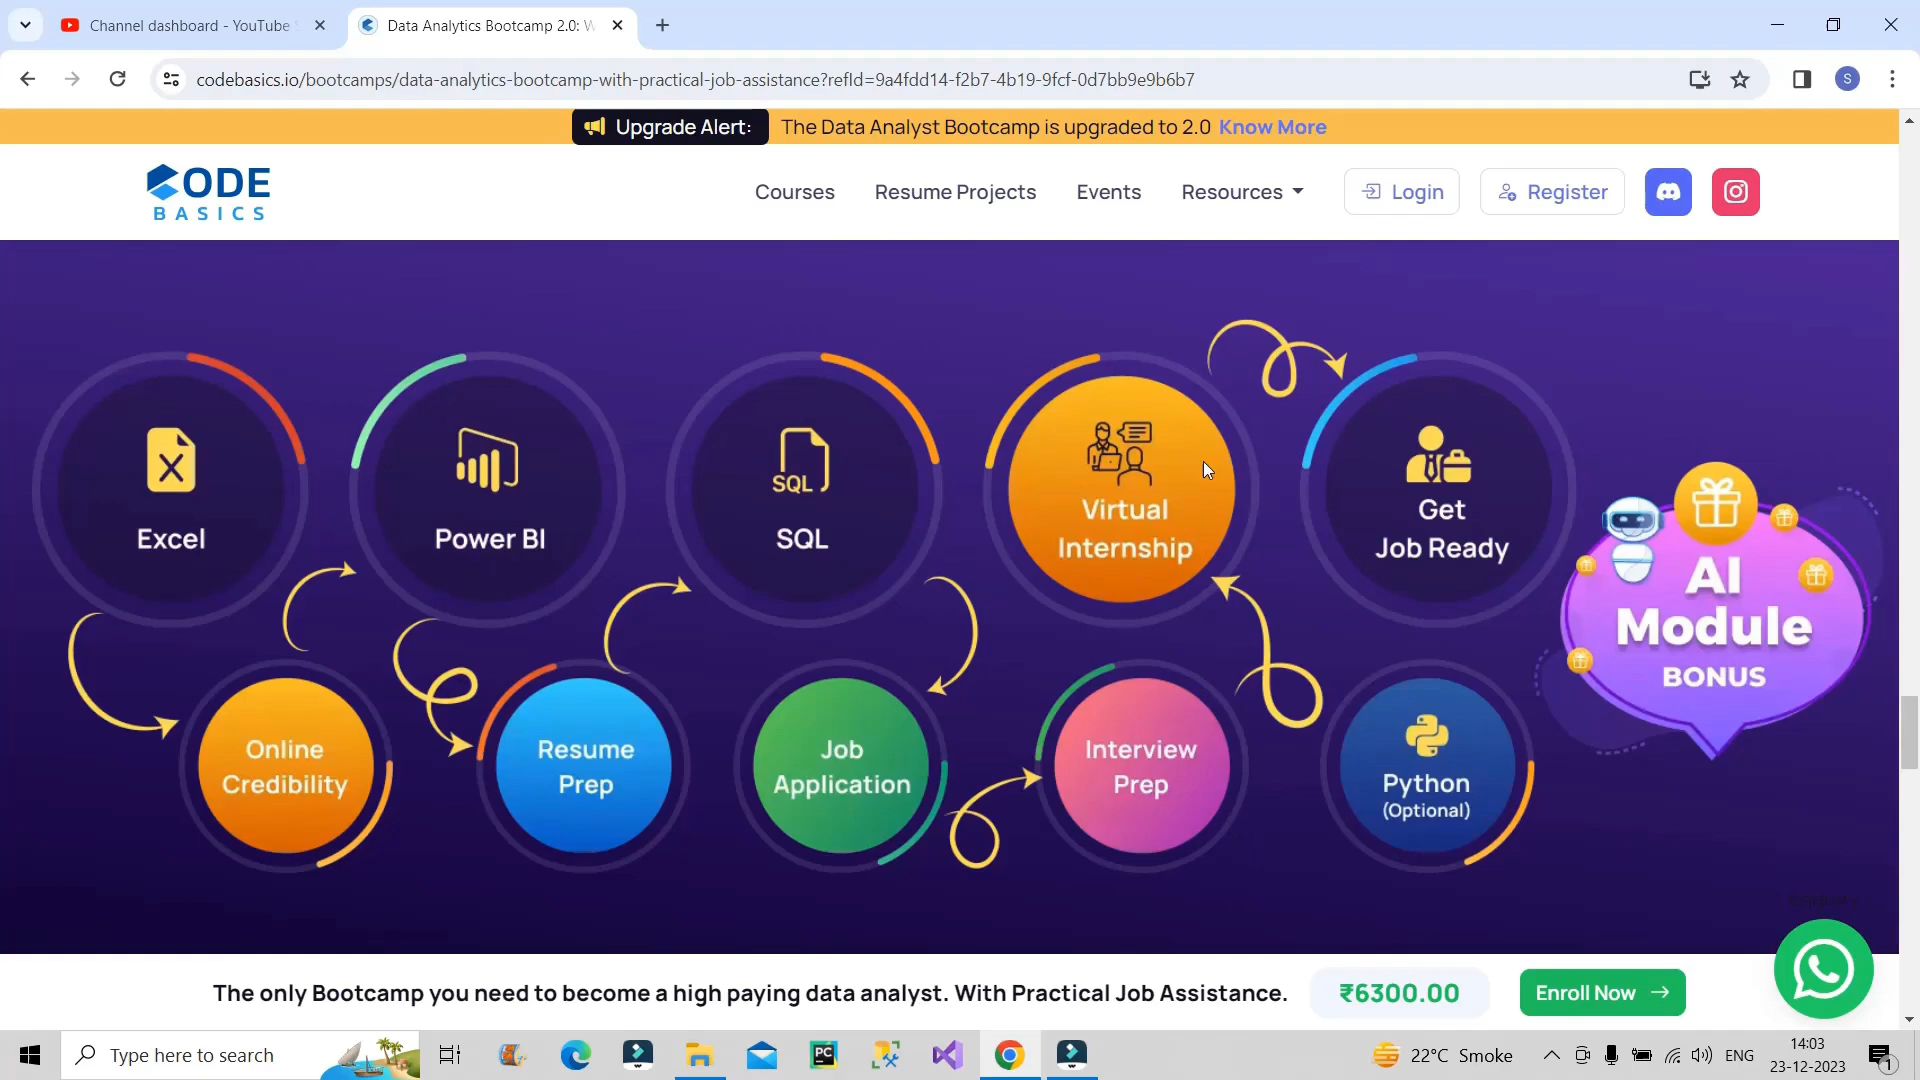 Channel dashboard - YouTube S
Data Analytics Bootcamp 2.0: W
codebasics.io/bootcamps/data-analytics-bootcamp-with-practical-job-assistance?refId=9a4fdd14-f2b7-4b19-9fcf-0d7bb9e9b6b7
S
Upgrade Alert: The Data Analyst Bootcamp is upgraded to 2.0 Know More
CODE
BASICS
Courses
Resume Projects
Events
Resources
Login
Register
Excel
Power BI
SQL
SQL
Virtual
Internship
Get
Job Ready
AI
Module
BONUS
Online
Credibility
Resume
Prep
Job
Application
Interview
Prep
Python
(Optional)
The only Bootcamp you need to become a high paying data analyst. With Practical Job Assistance.
₹6300.00
Enroll Now
Type here to search
PC
22°C Smoke
ENG
14:03
23-12-2023
1